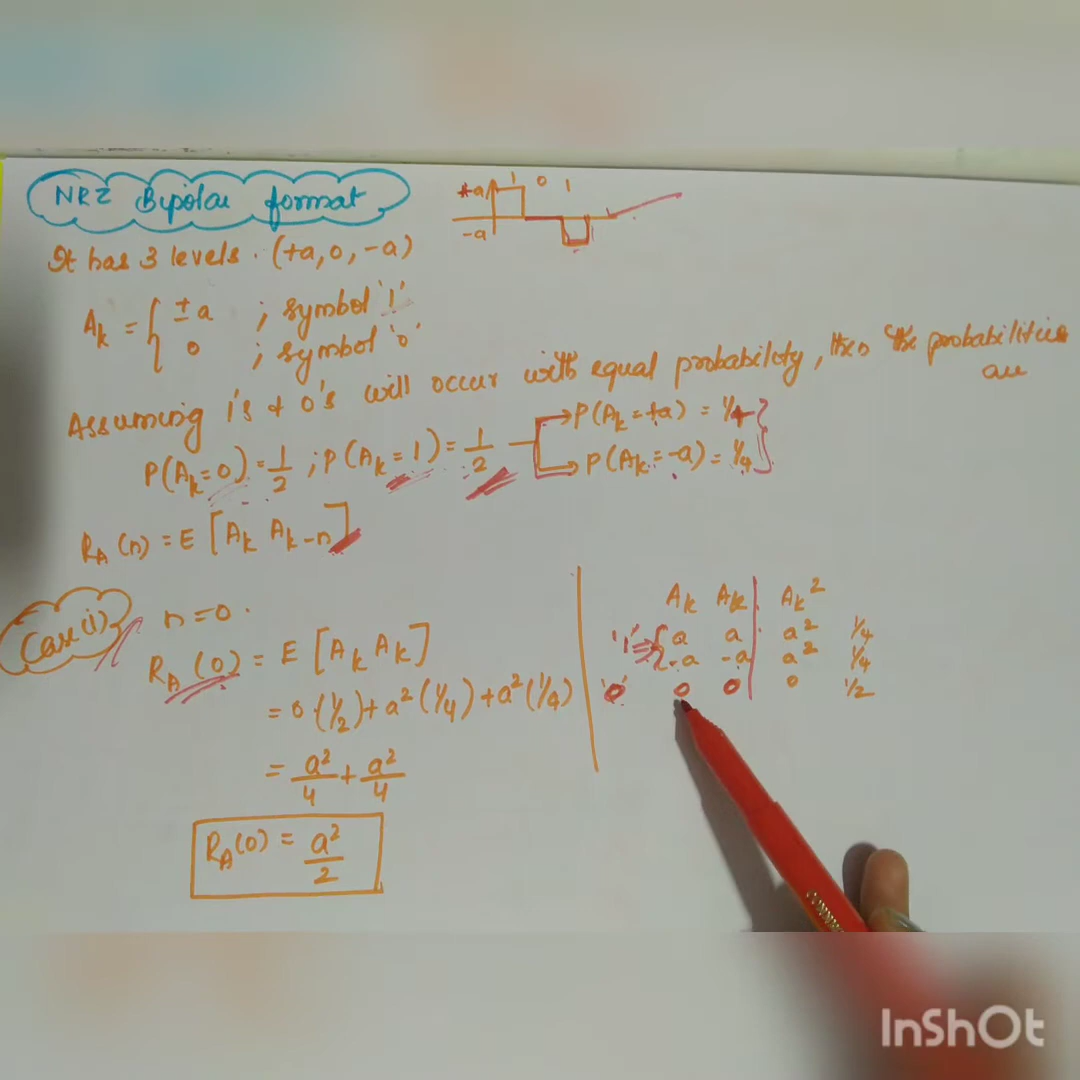 NRZ Bipolar format
+a 1 0 1
-a
It has 3 levels. (+a, 0, -a)
Ak = { ±a ; symbol '1'
0 ; symbol '0'
Assuming 1's & 0's will occur with equal probability, then the probabilities are
P(Ak=0) = 1/2 ; P(Ak=1) = 1/2
P(Ak=+a) = 1/4
P(Ak=-a) = 1/4
RA(n) = E [Ak Ak-n]
Case(i)
n=0.
RA(0) = E [Ak Ak]
= 0·(1/2) + a²(1/4) + a²(1/4)
= a²/4 + a²/4
RA(0) = a²/2
Ak Ak Ak²
'1' ⇒ { a a a² 1/4
-a -a a² 1/4
'0' 0 0 0 1/2
InShOt